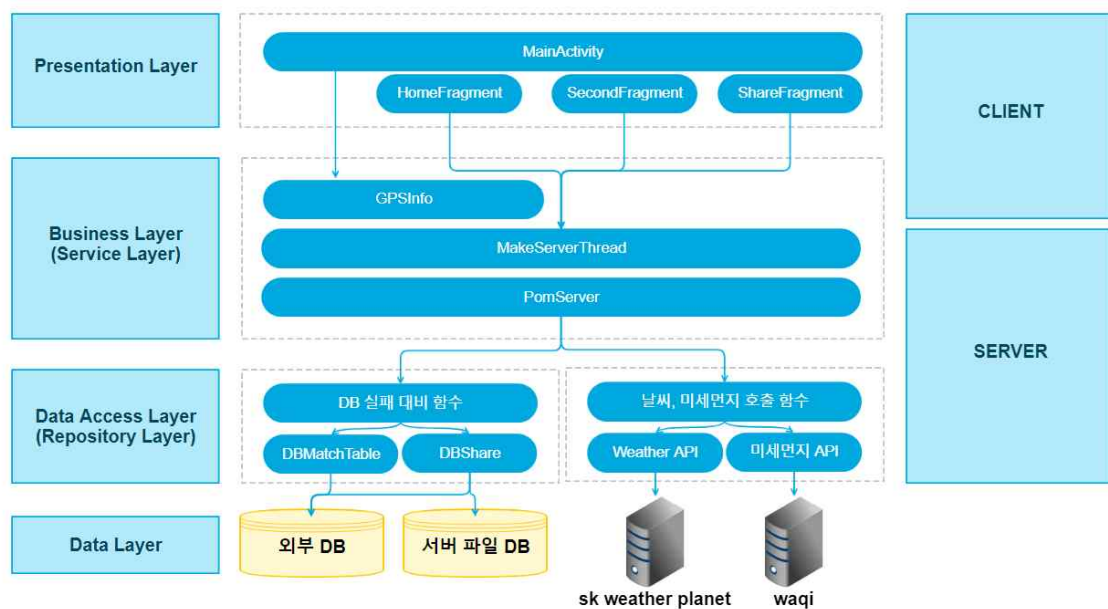 Presentation Layer
MainActivity
HomeFragment
SecondFragment
ShareFragment
CLIENT
Business Layer
(Service Layer)
GPSInfo
MakeServerThread
PomServer
SERVER
Data Access Layer
(Repository Layer)
DB 실패 대비 함수
날씨, 미세먼지 호출 함수
DBMatchTable
DBShare
Weather API
미세먼지 API
Data Layer
외부 DB
서버 파일 DB
sk weather planet
waqi